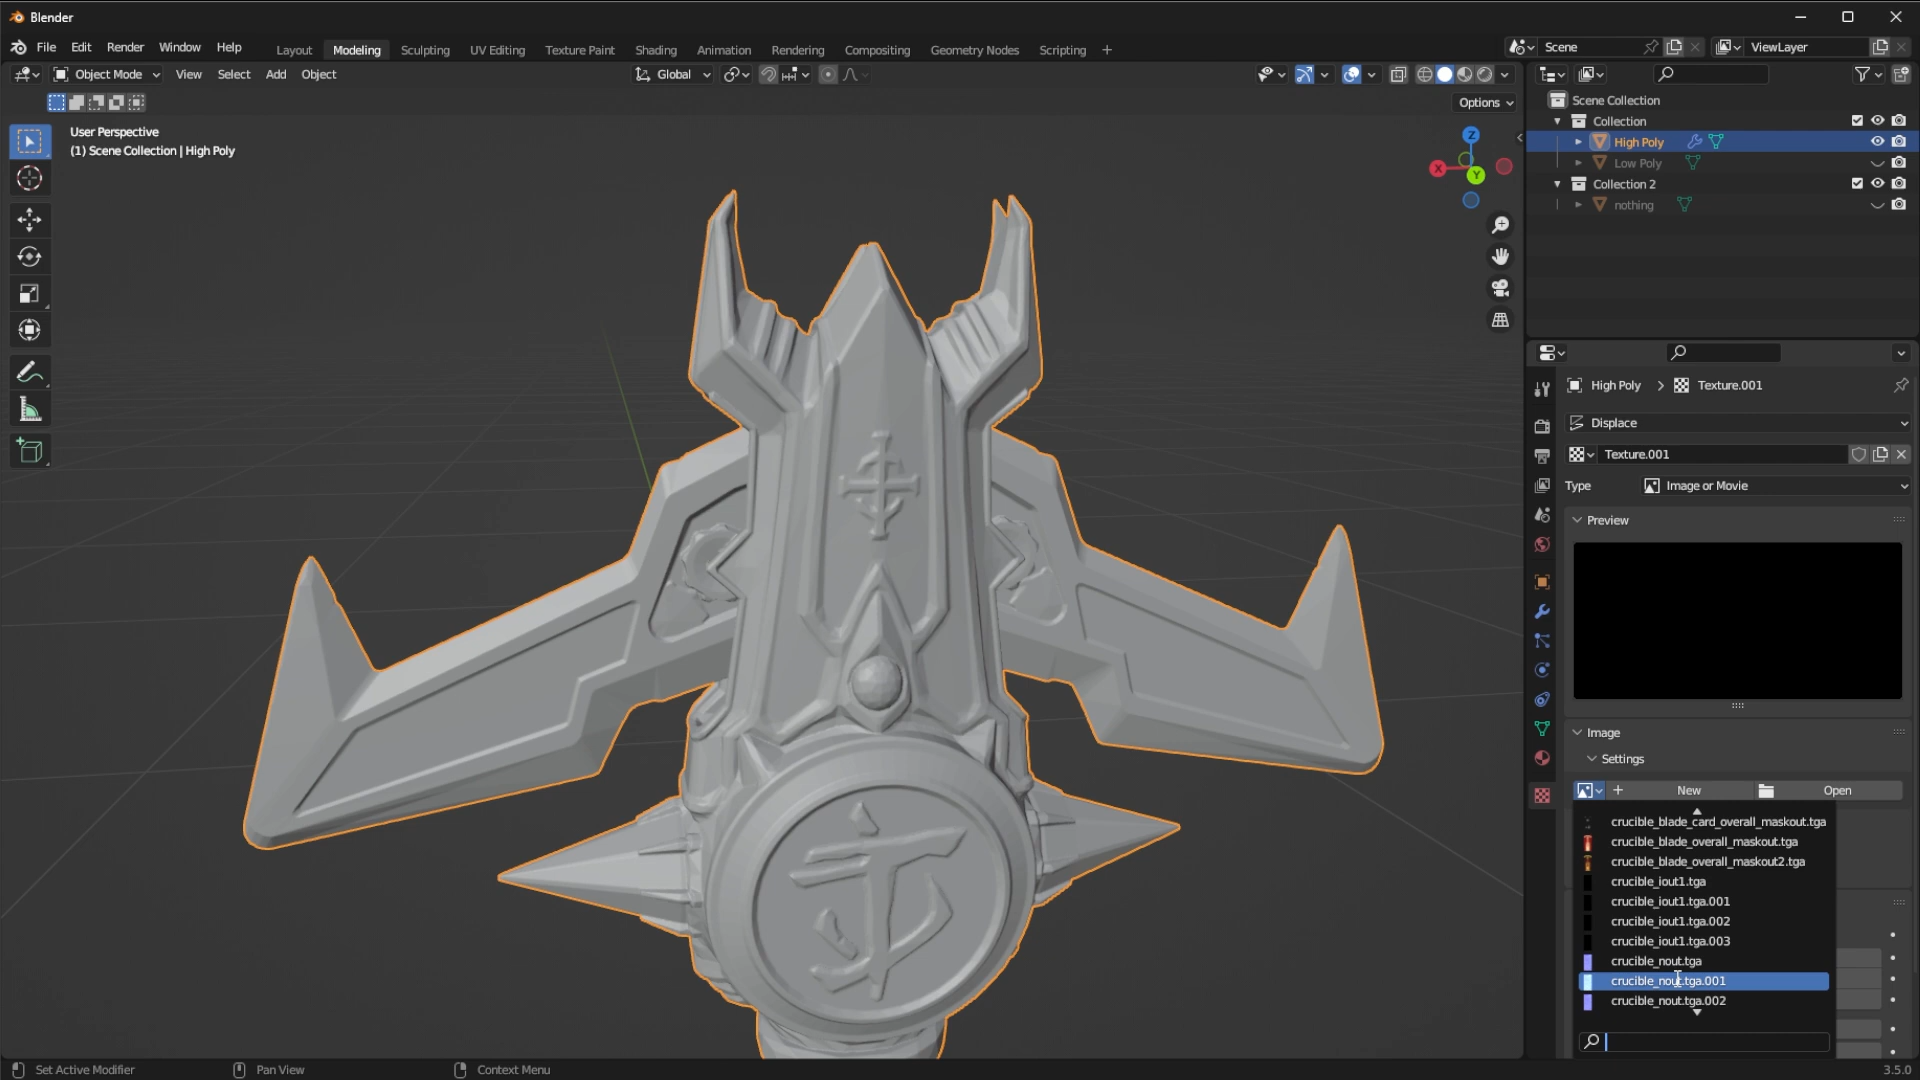 Blender
File Edit Render Window Help
Layout Modeling Sculpting UV Editing Texture Paint Shading Animation Rendering Compositing Geometry Nodes Scripting +
Scene
ViewLayer
Object Mode View Select Add Object
Global
Options
User Perspective
(1) Scene Collection | High Poly
Z
X
Y
Scene Collection
Collection
High Poly
Low Poly
Collection 2
nothing
High Poly > Texture.001
Displace
Texture.001
Type Image or Movie
Preview
Image
Settings
+ New Open
crucible_blade_card_overall_maskout.tga
crucible_blade_overall_maskout.tga
crucible_blade_overall_maskout2.tga
crucible_iout1.tga
crucible_iout1.tga.001
crucible_iout1.tga.002
crucible_iout1.tga.003
crucible_nout.tga
crucible_nout.tga.001
crucible_nout.tga.002
Set Active Modifier Pan View Context Menu 3.5.0